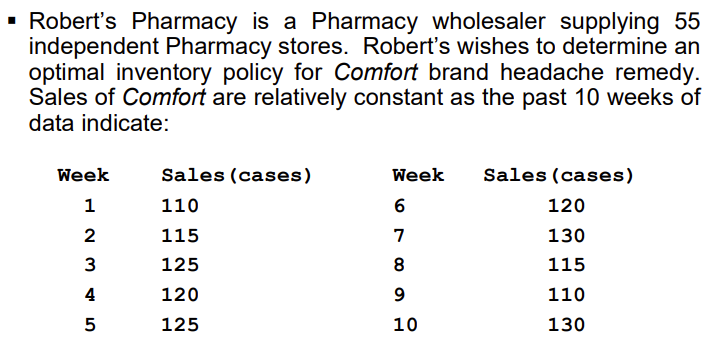 ▪ Robert’s Pharmacy is a Pharmacy wholesaler supplying 55
independent Pharmacy stores. Robert’s wishes to determine an
optimal inventory policy for Comfort brand headache remedy.
Sales of Comfort are relatively constant as the past 10 weeks of
data indicate:
Week Sales(cases) Week Sales(cases)
1 110 6 120
2 115 7 130
3 125 8 115
4 120 9 110
5 125 10 130